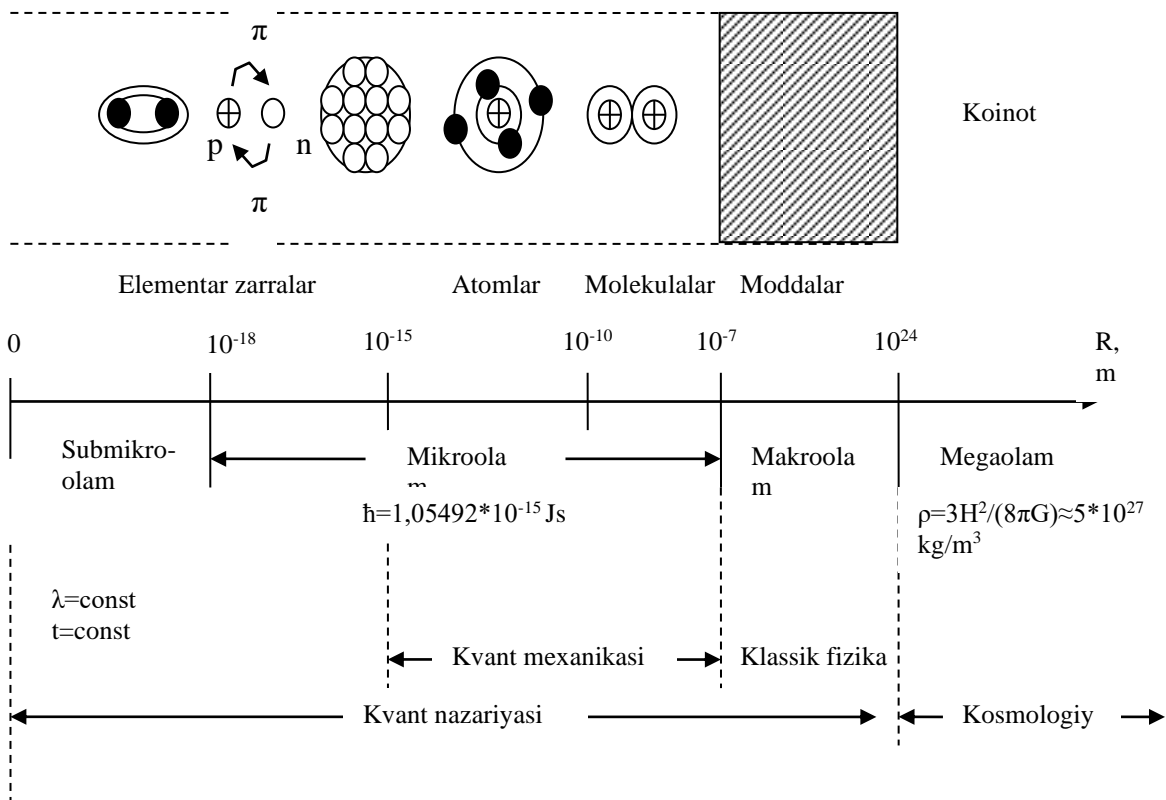 π
Koinot
p n
π
Elementar zarralar Atomlar Molekulalar Moddalar
0 10⁻¹⁸ 10⁻¹⁵ 10⁻¹⁰ 10⁻⁷ 10²⁴ R,
m
Submikro-
olam
Mikroola
m
Makroola
m
Megaolam
ħ=1,05492*10⁻¹⁵ Js
ρ=3H²/(8πG)≈5*10²⁷
kg/m³
λ=const
t=const
Kvant mexanikasi Klassik fizika
Kvant nazariyasi Kosmologiy